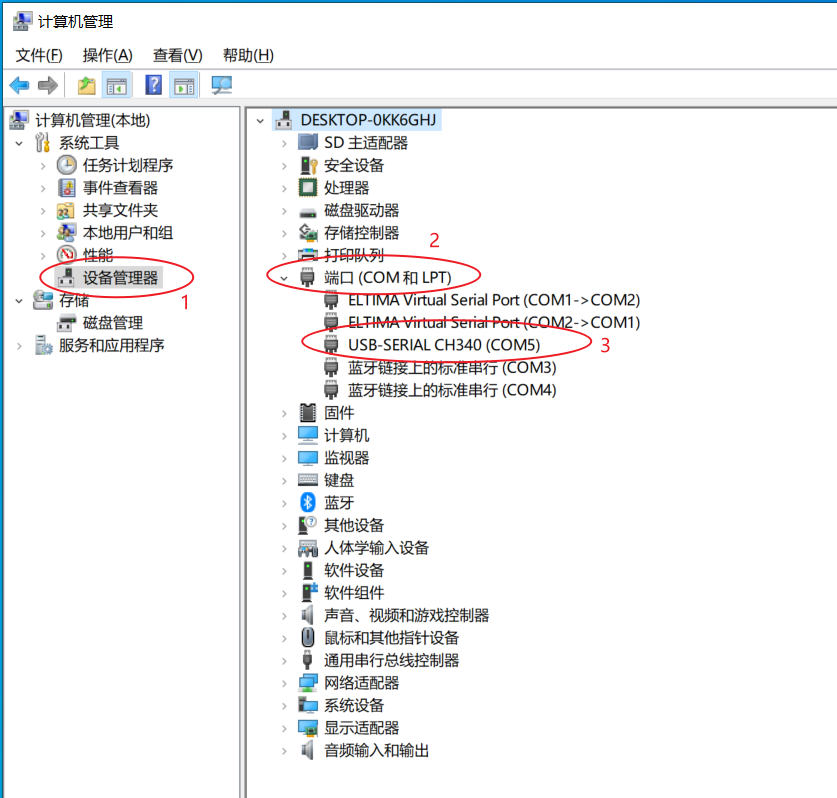 计算机管理
文件(F) 操作(A) 查看(V) 帮助(H)
计算机管理(本地)
系统工具
任务计划程序
事件查看器
共享文件夹
本地用户和组
性能
设备管理器
1
存储
磁盘管理
服务和应用程序
DESKTOP-0KK6GHJ
SD 主适配器
安全设备
处理器
磁盘驱动器
存储控制器
打印队列
2
端口 (COM 和 LPT)
ELTIMA Virtual Serial Port (COM1->COM2)
ELTIMA Virtual Serial Port (COM2->COM1)
USB-SERIAL CH340 (COM5)
3
蓝牙链接上的标准串行 (COM3)
蓝牙链接上的标准串行 (COM4)
固件
计算机
监视器
键盘
蓝牙
其他设备
人体学输入设备
软件设备
软件组件
声音、视频和游戏控制器
鼠标和其他指针设备
通用串行总线控制器
网络适配器
系统设备
显示适配器
音频输入和输出